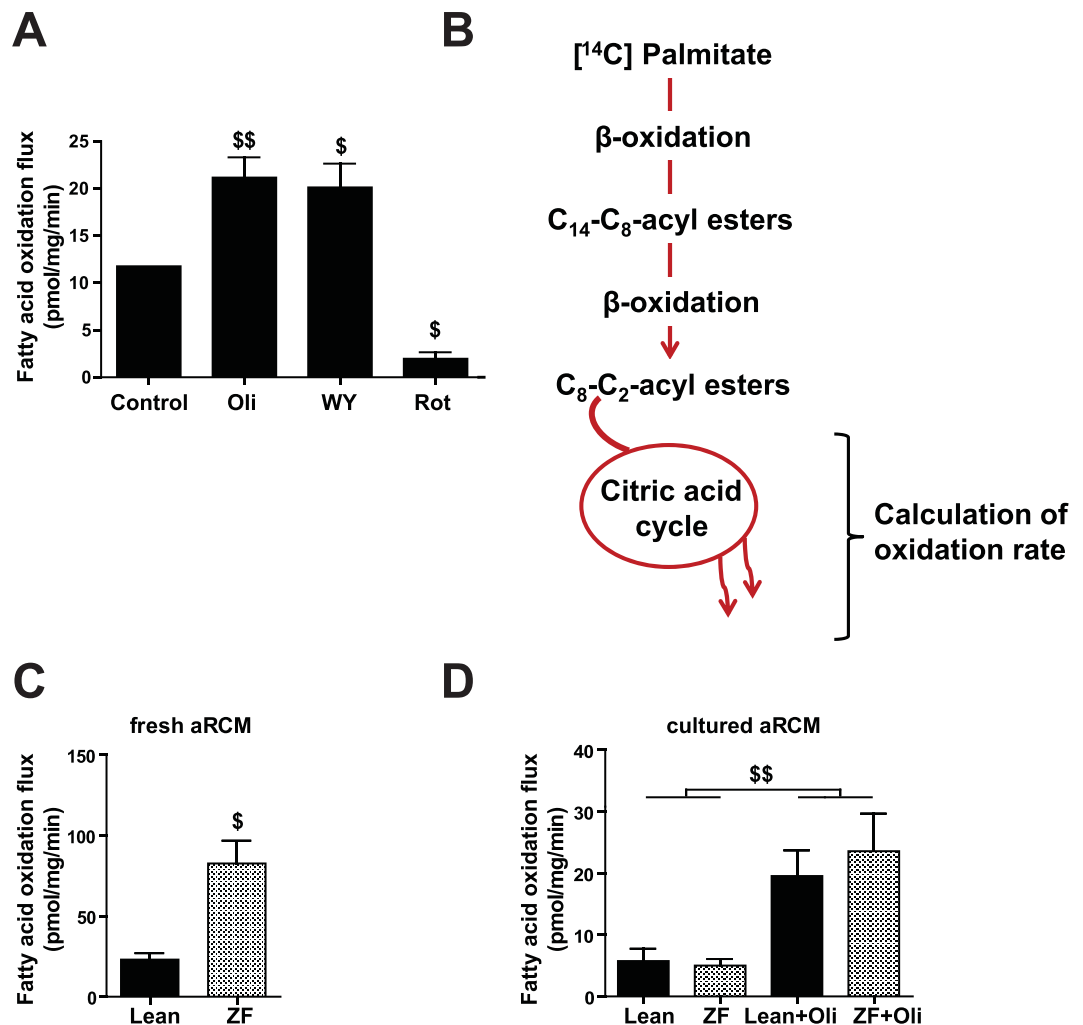 A
Fatty acid oxidation flux
(pmol/mg/min)
25
20
15
10
5
0
$$
$
$
Control
Oli
WY
Rot
B
[¹⁴C] Palmitate
β-oxidation
C₁₄-C₈-acyl esters
β-oxidation
C₈-C₂-acyl esters
Citric acid
cycle
Calculation of
oxidation rate
C
fresh aRCM
Fatty acid oxidation flux
(pmol/mg/min)
150
100
50
0
$
Lean
ZF
D
cultured aRCM
Fatty acid oxidation flux
(pmol/mg/min)
40
30
20
10
0
$$
Lean
ZF
Lean+Oli
ZF+Oli